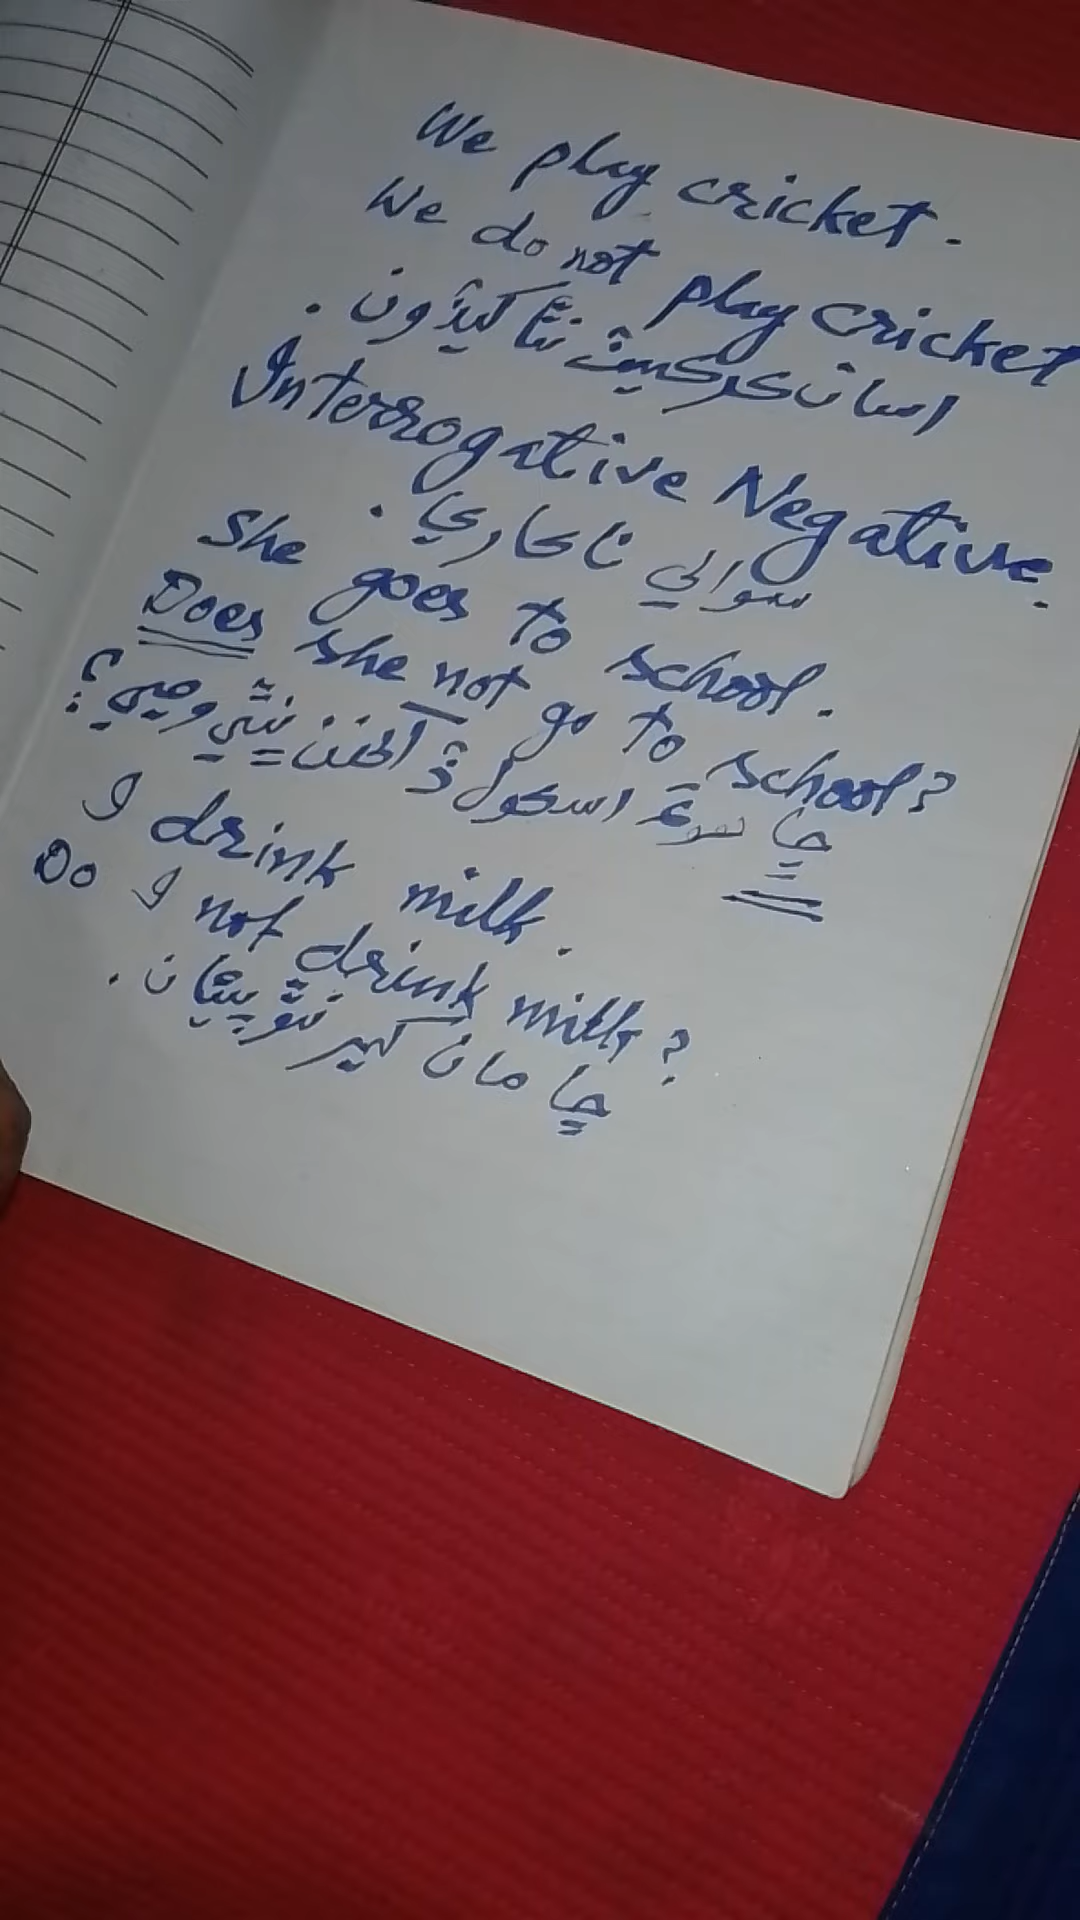 We play cricket.
We do not play cricket
اسان ڪرڪيٽ نٿا کيڏون.
Interrogative Negative.
سوالي ناڪاري.
She goes to school.
Does she not go to school?
ڇا هوءَ اسڪول ڏانهن نٿي وڃي؟
I drink milk.
Do I not drink milk?
ڇا مان کير نٿو پيئان.